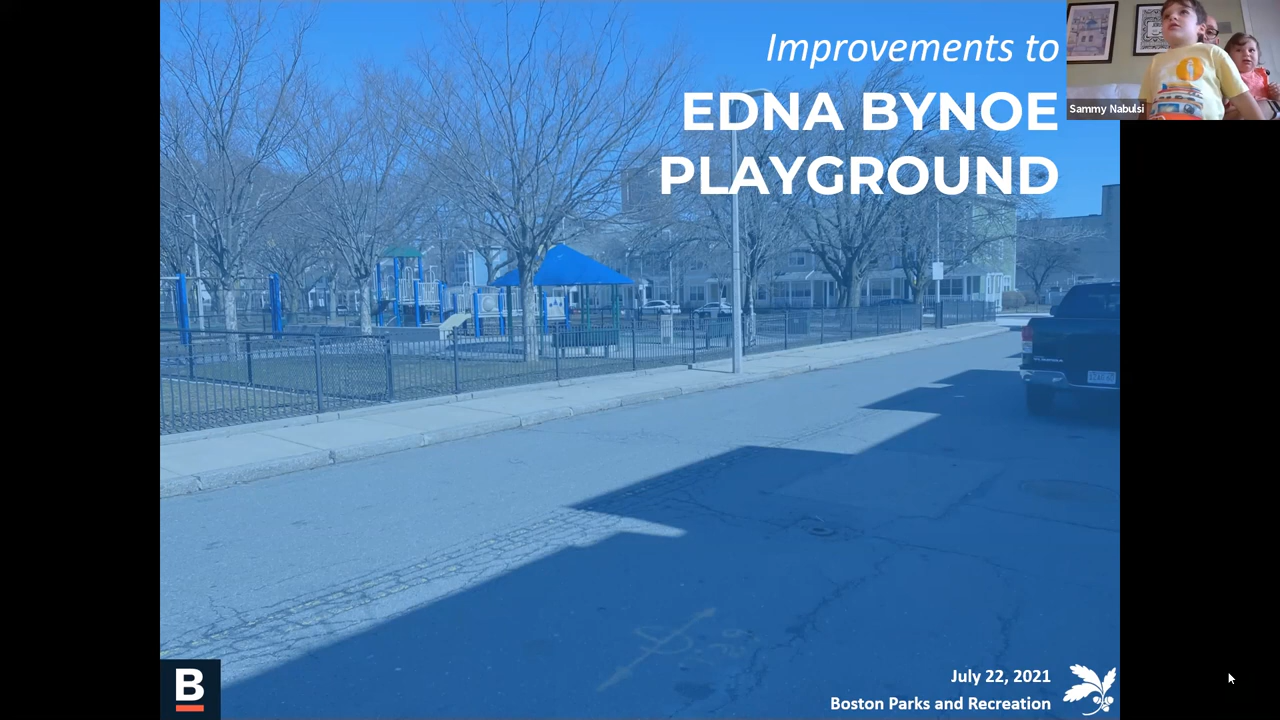 Improvements to
EDNA BYNOE
PLAYGROUND
Sammy Nabulsi
B
July 22, 2021
Boston Parks and Recreation